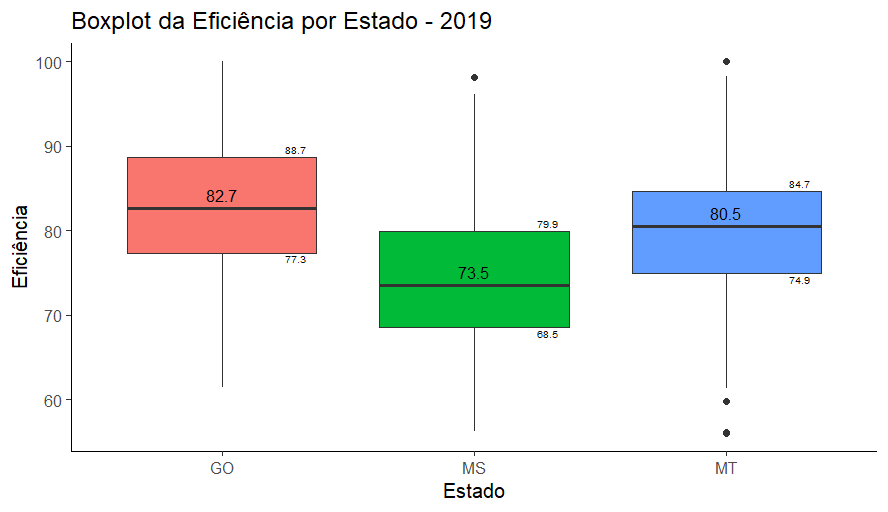 Boxplot da Eficiência por Estado - 2019
Eficiência
100
90
80
70
60
88.7
82.7
77.3
79.9
73.5
68.5
84.7
80.5
74.9
GO
MS
MT
Estado